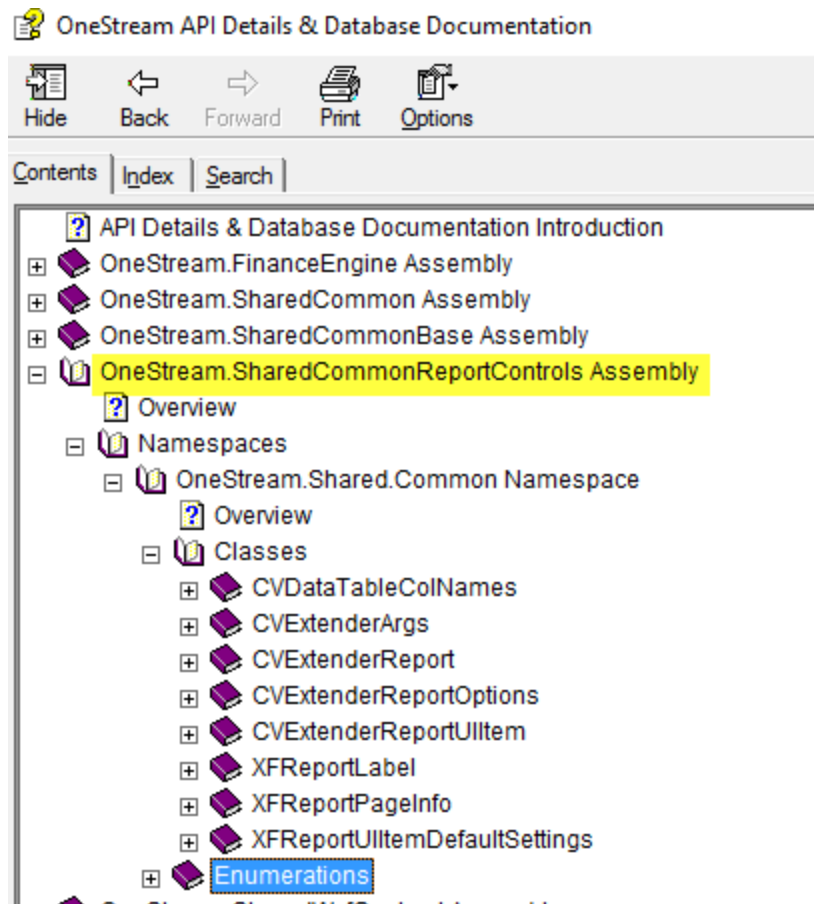 OneStream API Details & Database Documentation
Hide Back Forward Print Options
Contents Index Search
API Details & Database Documentation Introduction
OneStream.FinanceEngine Assembly
OneStream.SharedCommon Assembly
OneStream.SharedCommonBase Assembly
OneStream.SharedCommonReportControls Assembly
Overview
Namespaces
OneStream.Shared.Common Namespace
Overview
Classes
CVDataTableColNames
CVExtenderArgs
CVExtenderReport
CVExtenderReportOptions
CVExtenderReportUIItem
XFReportLabel
XFReportPageInfo
XFReportUIItemDefaultSettings
Enumerations